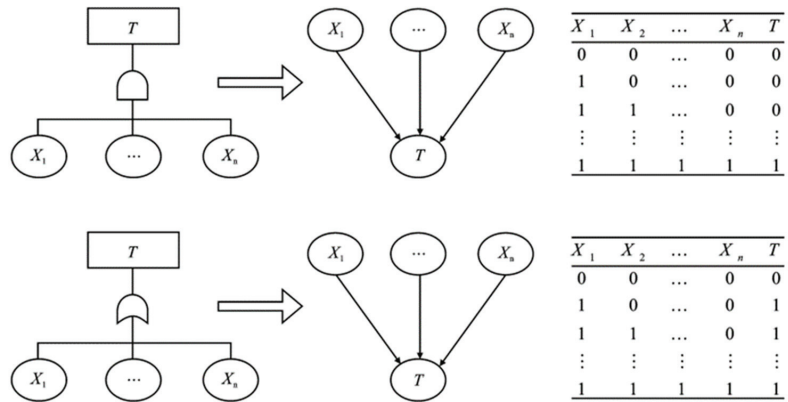 T
X₁ … Xₙ
X₁ … Xₙ
T
X₁ X₂ … Xₙ T
0 0 … 0 0
1 0 … 0 0
1 1 … 0 0
⋮ ⋮ ⋮ ⋮ ⋮
1 1 1 1 1
T
X₁ … Xₙ
X₁ … Xₙ
T
X₁ X₂ … Xₙ T
0 0 … 0 0
1 0 … 0 1
1 1 … 0 1
⋮ ⋮ ⋮ ⋮ ⋮
1 1 1 1 1